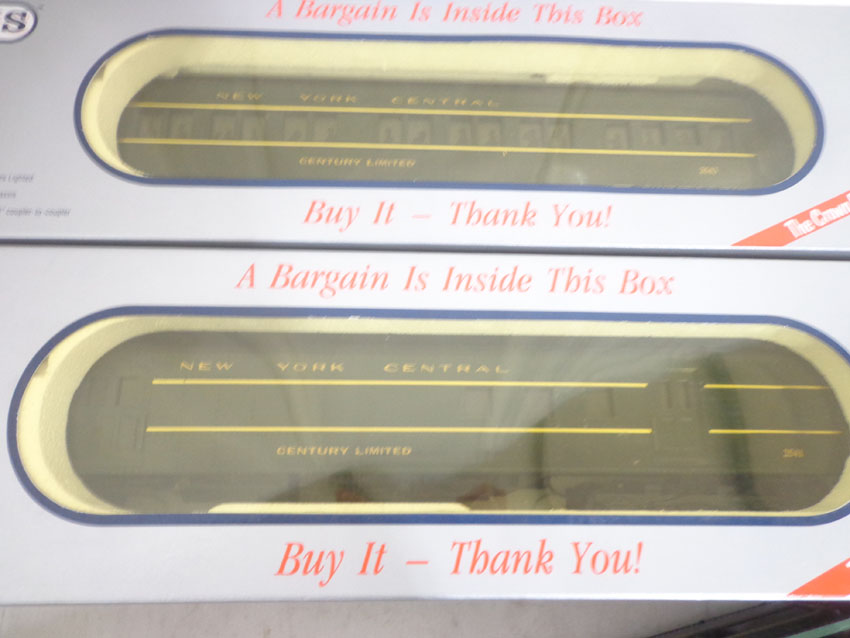 A Bargain Is Inside This Box
NEW YORK CENTRAL
CENTURY LIMITED
Buy It – Thank You!
A Bargain Is Inside This Box
NEW YORK CENTRAL
CENTURY LIMITED
Buy It – Thank You!